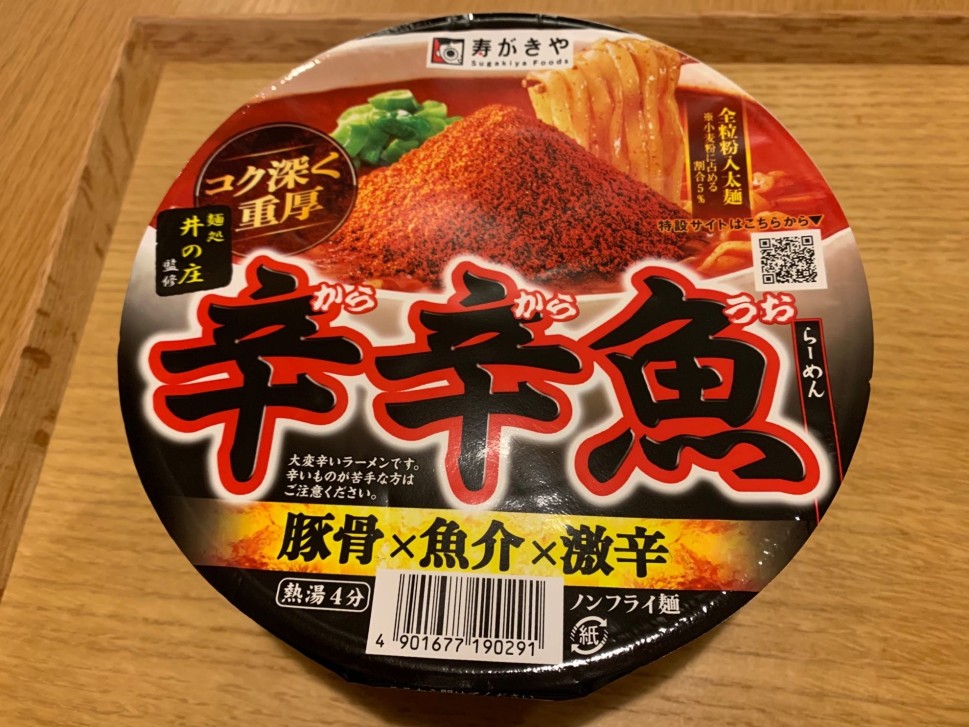 寿がきや
Sugakiya Foods
全粒粉入太麺
※小麦粉に占める
割合5%
コク深く
重厚
麺処
井の庄
監修
特設サイトはこちらから▼
から
から
うお
辛辛魚
らーめん
大変辛いラーメンです。
辛いものが苦手な方は
ご注意ください。
豚骨×魚介×激辛
熱湯4分
ノンフライ麺
紙
4 901677 190291